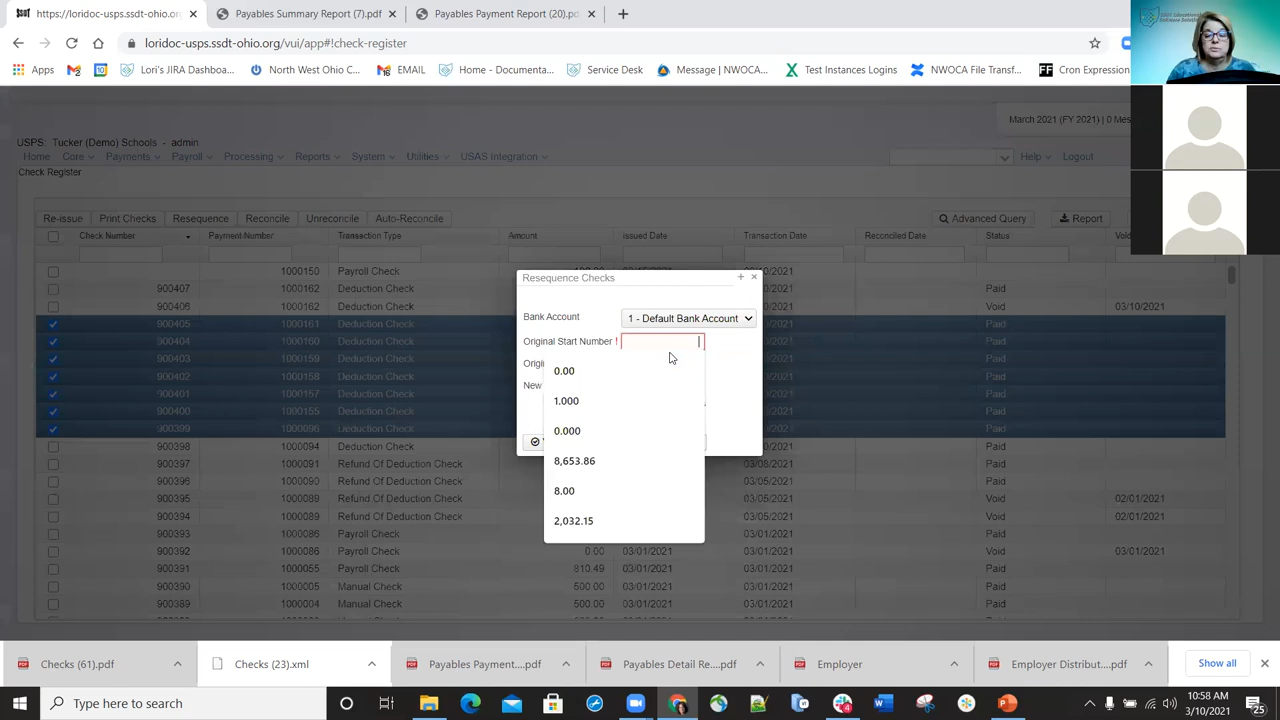 https://loridoc-usps.ssdt-ohio.org/
Payables Summary Report (7).pdf
Payables Payment Report (20).pdf
loridoc-usps.ssdt-ohio.org/vui/app#!check-register
Apps
Lori's JIRA Dashboa...
North West Ohio C...
EMAIL
Home - Documenta...
Service Desk
Message | NWOCA...
Test Instances Logins
NWOCA File Transf...
Cron Expression
March 2021 (FY 2021) | 0 Mes
USPS: Tucker (Demo) Schools - admin
Home Core Payments Payroll Processing Reports System Utilities USAS Integration Help Logout
Check Register
Re-issue Print Checks Resequence Reconcile Unreconcile Auto-Reconcile Advanced Query Report
Check Number Payment Number Transaction Type Amount Issued Date Transaction Date Reconciled Date Status Void
1000150 Payroll Check Paid
900407 1000162 Deduction Check Paid
900406 1000162 Deduction Check Void 03/10/2021
900405 1000161 Deduction Check Paid
900404 1000160 Deduction Check Paid
900403 1000159 Deduction Check Paid
900402 1000158 Deduction Check Paid
900401 1000157 Deduction Check Paid
900400 1000155 Deduction Check Paid
900399 1000096 Deduction Check Paid
900398 1000094 Deduction Check Paid
900397 1000091 Refund Of Deduction Check 03/08/2021 Paid
900396 1000090 Refund Of Deduction Check 03/05/2021 Paid
900395 1000089 Refund Of Deduction Check 03/05/2021 Void 02/01/2021
900394 1000089 Refund Of Deduction Check 03/05/2021 Void 02/01/2021
900393 1000086 Payroll Check 03/01/2021 Paid
900392 1000086 Payroll Check 0.00 03/01/2021 03/01/2021 Void 03/01/2021
900391 1000055 Payroll Check 810.49 03/01/2021 03/01/2021 Paid
900390 1000005 Manual Check 500.00 03/01/2021 03/01/2021 Paid
900389 1000004 Manual Check 500.00 03/01/2021 03/01/2021 Paid
Resequence Checks
Bank Account 1 - Default Bank Account
Original Start Number !
Origi
New
0.00
1.000
0.000
8,653.86
8.00
2,032.15
Checks (61).pdf
Checks (23).xml
Payables Payment....pdf
Payables Detail Re....pdf
Employer
Employer Distribut....pdf
Show all
Type here to search
10:58 AM
3/10/2021
25